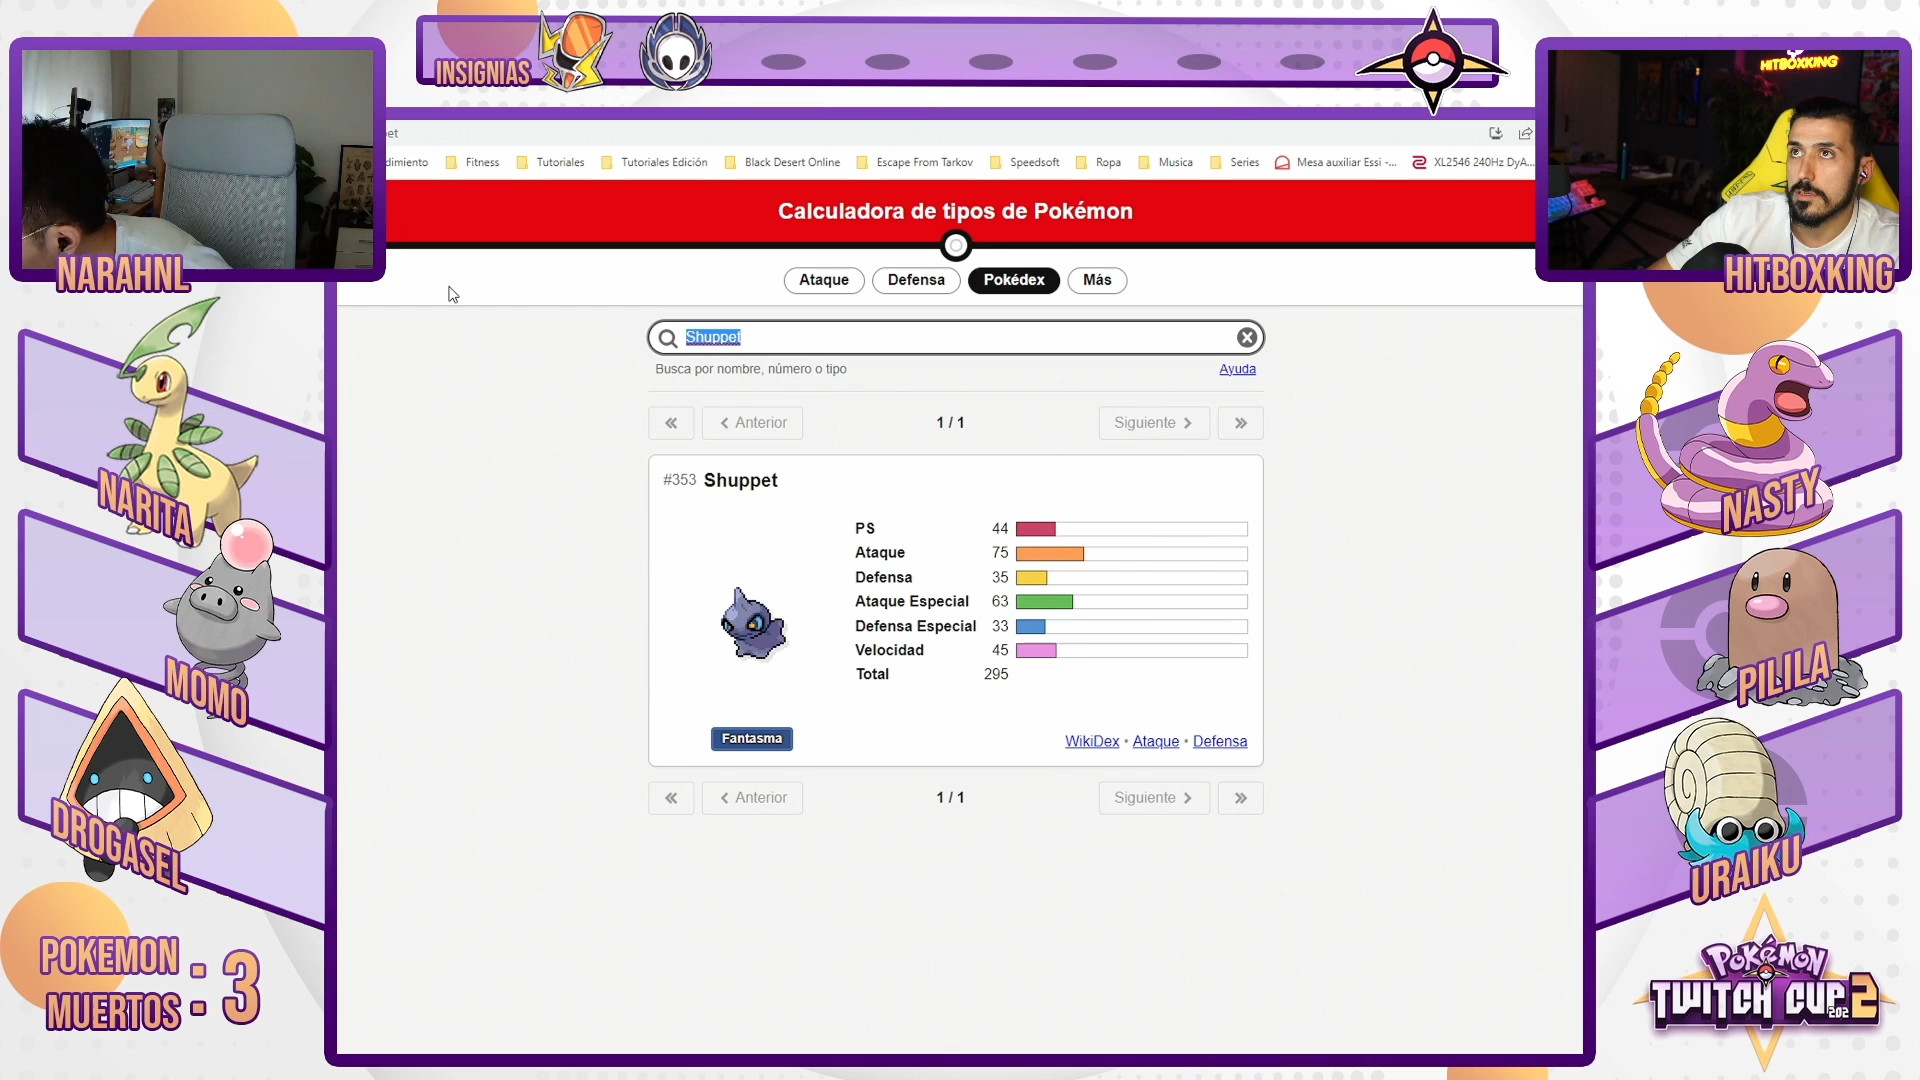 INSIGNIAS
HITBOXKING
et
dimiento
Fitness
Tutoriales
Tutoriales Edición
Black Desert Online
Escape From Tarkov
Speedsoft
Ropa
Musica
Series
Mesa auxiliar Essi -...
XL2546 240Hz DyA...
Calculadora de tipos de Pokémon
NARAHNL
HITBOXKING
Ataque
Defensa
Pokédex
Más
Shuppet
Busca por nombre, número o tipo
Ayuda
« < Anterior
1 / 1
Siguiente > »
#353 Shuppet
PS 44
Ataque 75
Defensa 35
Ataque Especial 63
Defensa Especial 33
Velocidad 45
Total 295
Fantasma
WikiDex • Ataque • Defensa
« < Anterior
1 / 1
Siguiente > »
NARITA
MOMO
DROGASEL
NASTY
PILILA
URAIKU
POKEMON
MUERTOS : 3
POKÉMON
TWITCH CUP 2
202